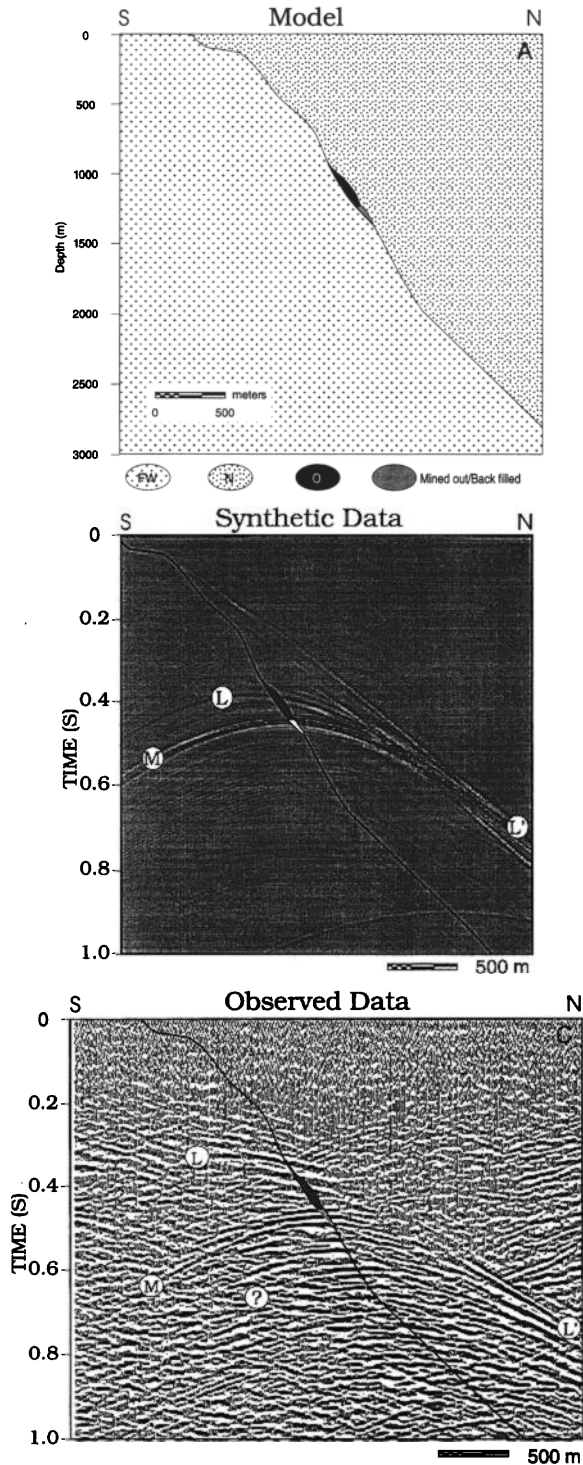 S Model N
A
0
500
1000
1500
2000
2500
3000
Depth (m)
meters
0 500
FW N O Mined out/Back filled
S Synthetic Data N
0
0.2
0.4
0.6
0.8
1.0
TIME (S)
L
M
L'
500 m
S Observed Data N
C
0
0.2
0.4
0.6
0.8
1.0
TIME (S)
L
M
?
L'
500 m